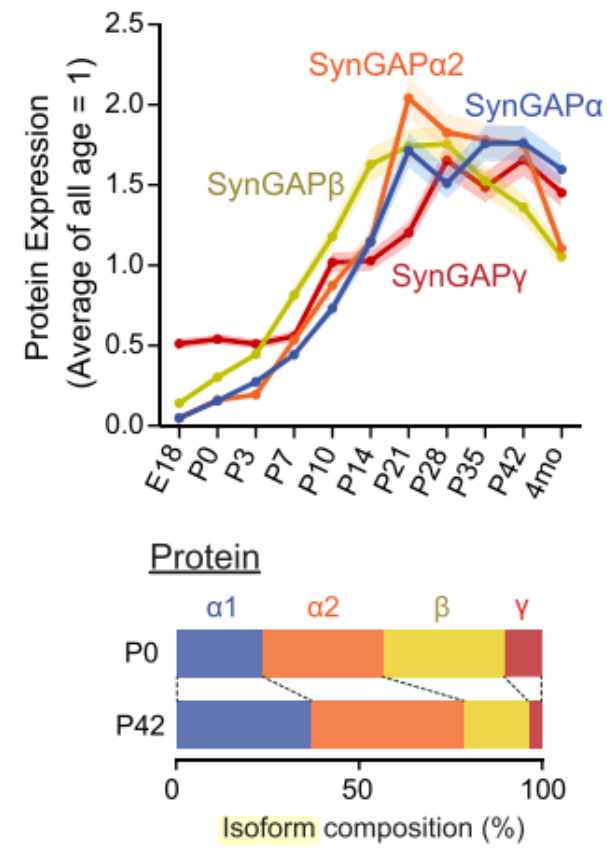 2.5
2.0
1.5
1.0
0.5
0.0
Protein Expression
(Average of all age = 1)
SynGAPα2
SynGAPα
SynGAPβ
SynGAPγ
E18 P0 P3 P7 P10 P14 P21 P28 P35 P42 4mo
Protein
α1 α2 β γ
P0
P42
0 50 100
Isoform composition (%)